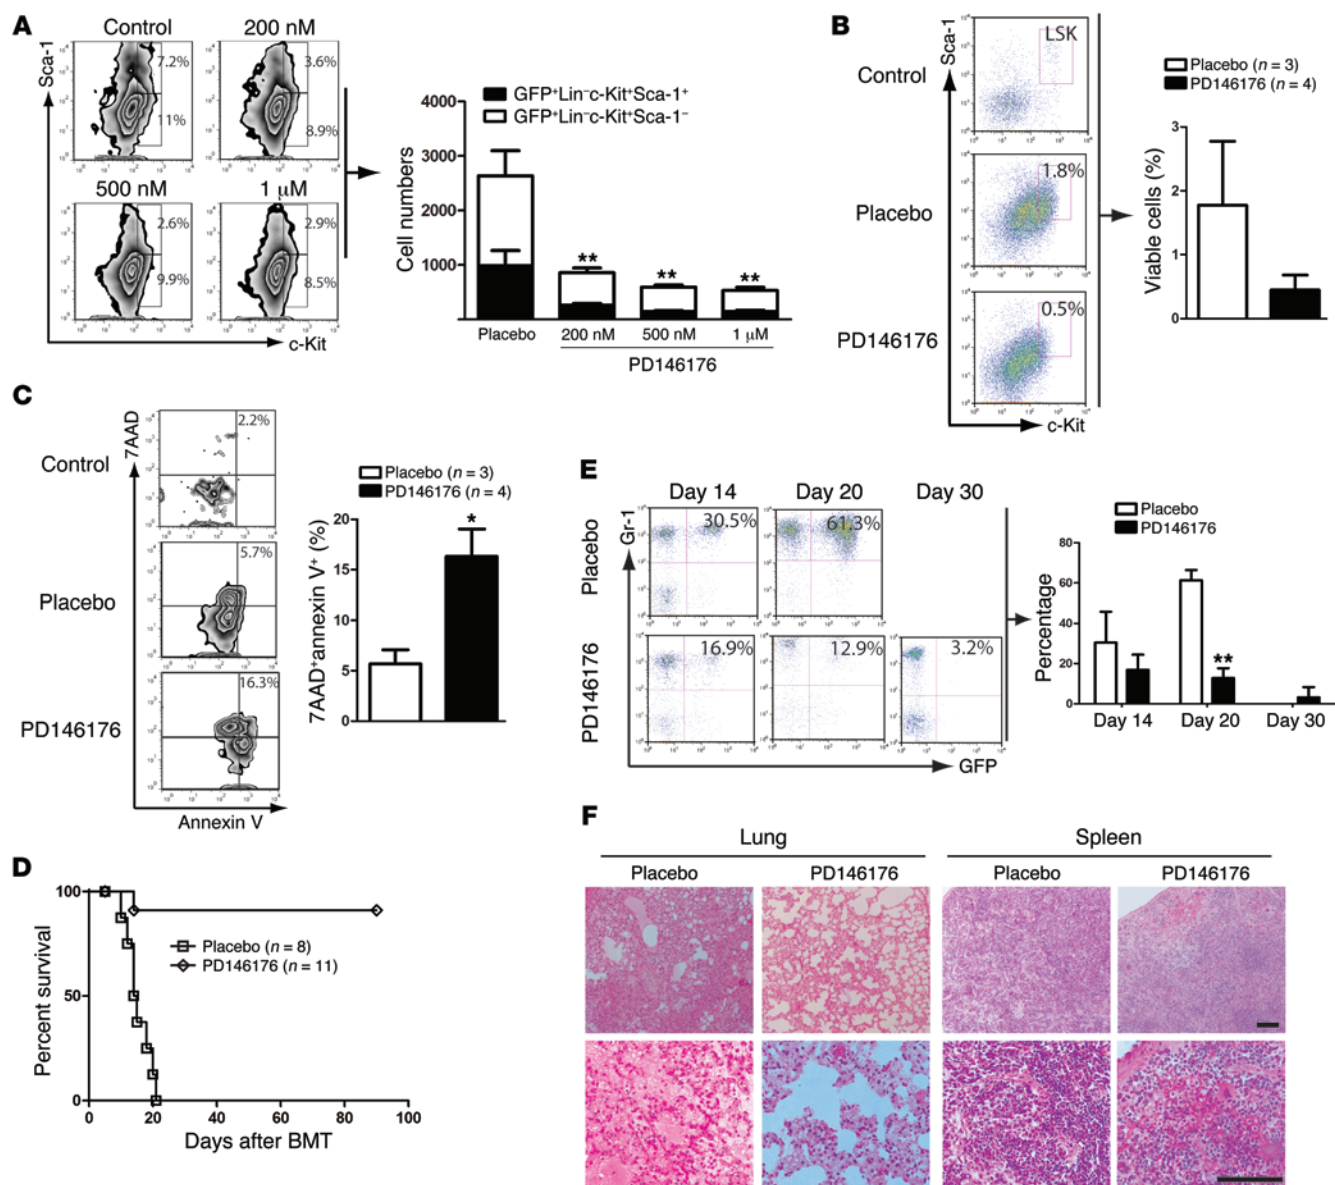 A
Control
200 nM
Sca-1
7.2%
11%
3.6%
8.9%
500 nM
1 μM
2.6%
9.9%
2.9%
8.5%
c-Kit
GFP⁺Lin⁻c-Kit⁺Sca-1⁺
GFP⁺Lin⁻c-Kit⁺Sca-1⁻
Cell numbers
4000
3000
2000
1000
**
**
**
Placebo
200 nM
500 nM
1 μM
PD146176
B
Sca-1
Control
LSK
Placebo
1.8%
PD146176
0.5%
c-Kit
Placebo (n = 3)
PD146176 (n = 4)
Viable cells (%)
3
2
1
0
C
7AAD
Control
2.2%
Placebo
5.7%
PD146176
16.3%
Annexin V
Placebo (n = 3)
PD146176 (n = 4)
7AAD⁺annexin V⁺ (%)
20
15
10
5
0
*
D
Percent survival
100
50
0
Placebo (n = 8)
PD146176 (n = 11)
0 20 40 60 80 100
Days after BMT
E
Day 14
Day 20
Day 30
Gr-1
Placebo
30.5%
61.3%
PD146176
16.9%
12.9%
3.2%
GFP
Placebo
PD146176
Percentage
80
60
40
20
0
**
Day 14
Day 20
Day 30
F
Lung
Spleen
Placebo
PD146176
Placebo
PD146176